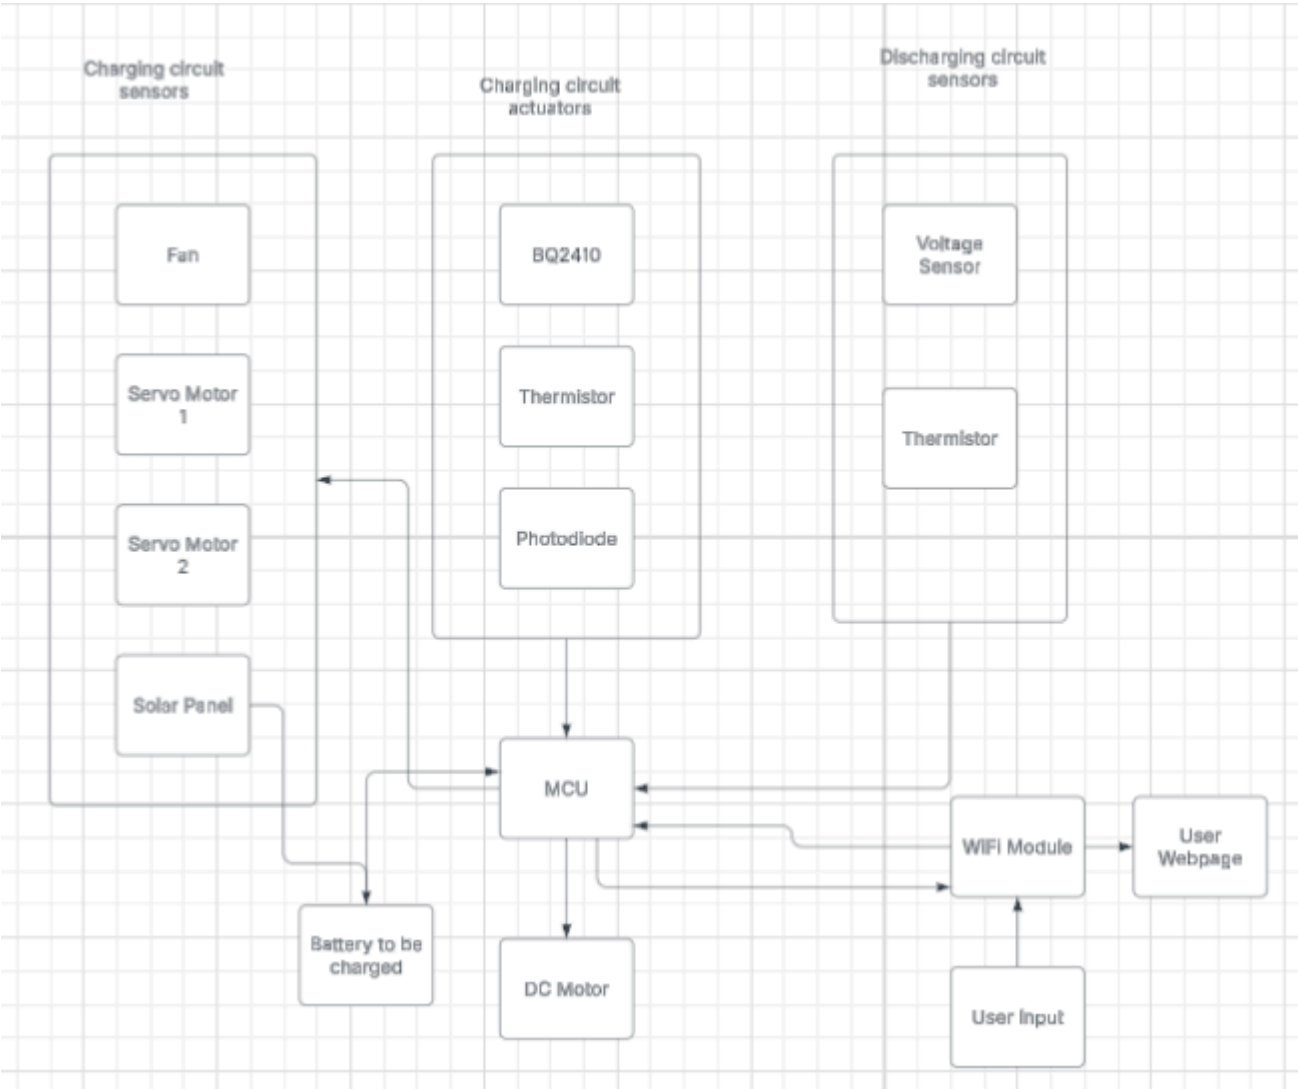 Charging circuit
sensors
Fan
Servo Motor
1
Servo Motor
2
Solar Panel
Charging circuit
actuators
BQ2410
Thermistor
Photodiode
Discharging circuit
sensors
Voltage
Sensor
Thermistor
MCU
WiFi Module
User
Webpage
Battery to be
charged
DC Motor
User Input